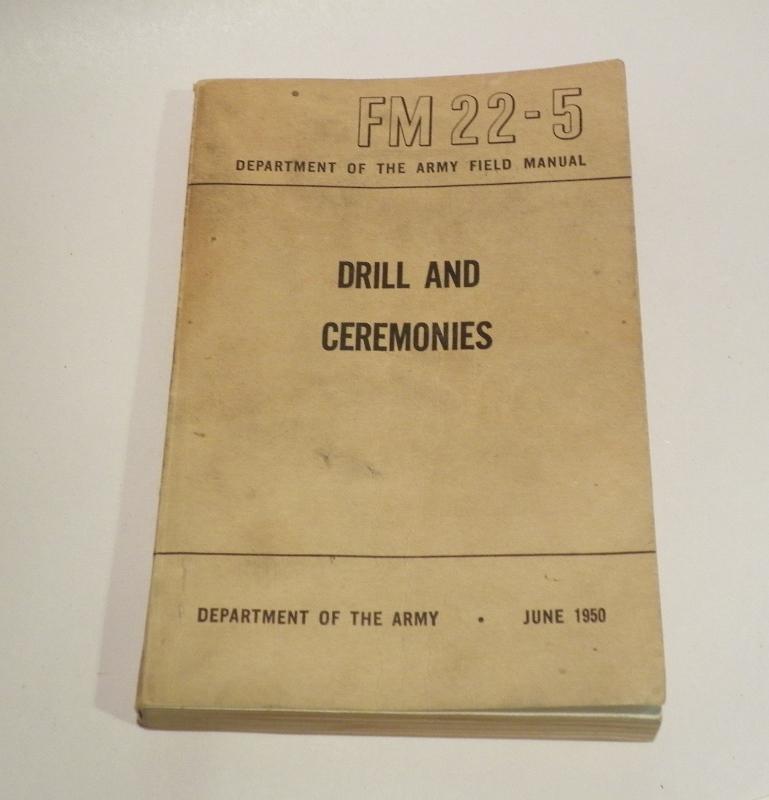 FM 22-5
DEPARTMENT OF THE ARMY FIELD MANUAL
DRILL AND
CEREMONIES
DEPARTMENT OF THE ARMY • JUNE 1950